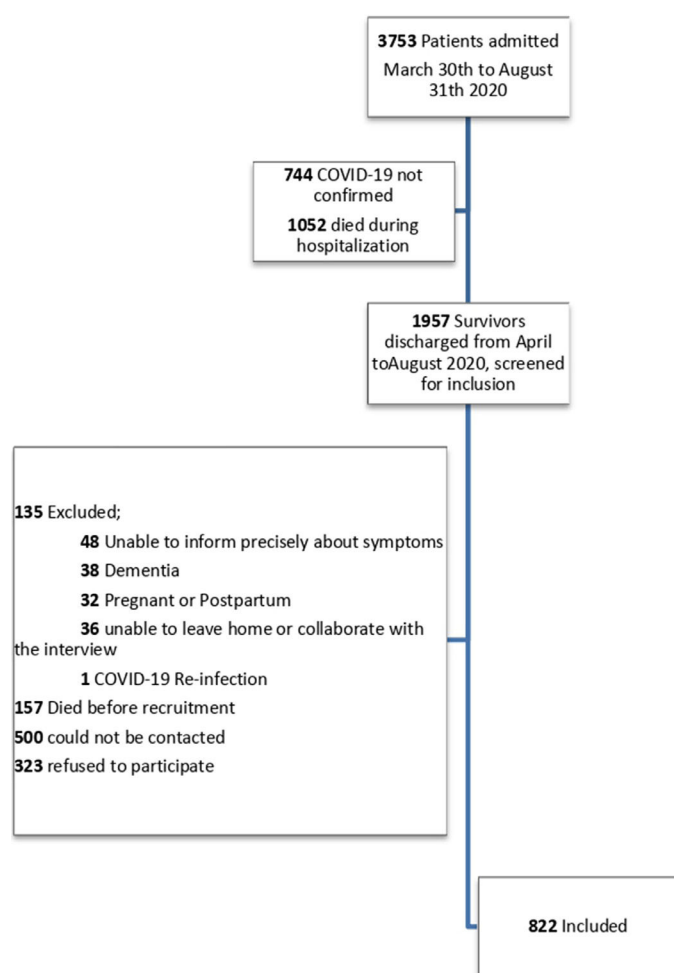 3753 Patients admitted
March 30th to August
31th 2020
744 COVID-19 not
confirmed
1052 died during
hospitalization
1957 Survivors
discharged from April
toAugust 2020, screened
for inclusion
135 Excluded;
48 Unable to inform precisely about symptoms
38 Dementia
32 Pregnant or Postpartum
36 unable to leave home or collaborate with
the interview
1 COVID-19 Re-infection
157 Died before recruitment
500 could not be contacted
323 refused to participate
822 Included